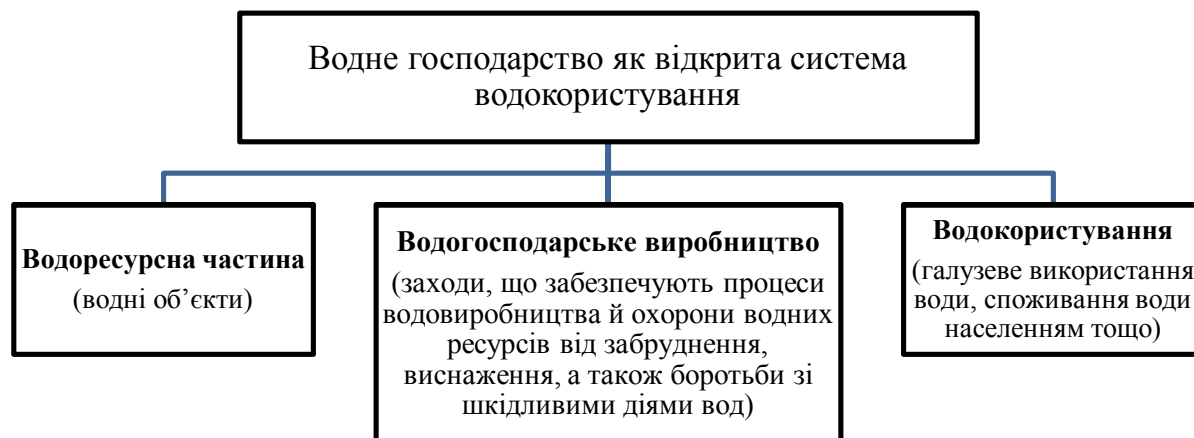 Водне господарство як відкрита система
водокористування
Водоресурсна частина
(водні об’єкти)
Водогосподарське виробництво
(заходи, що забезпечують процеси
водовиробництва й охорони водних
ресурсів від забруднення,
виснаження, а також боротьби зі
шкідливими діями вод)
Водокористування
(галузеве використання
води, споживання води
населенням тощо)